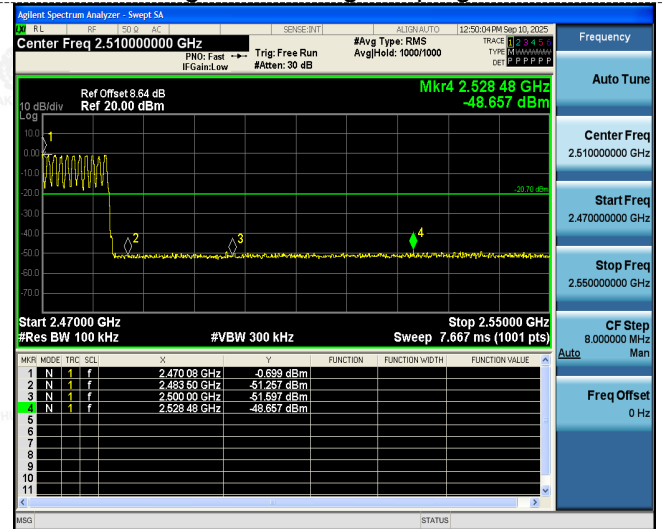 Agilent Spectrum Analyzer - Swept SA
RL RF 50 Ω AC SENSE:INT ALIGN AUTO 12:50:04 PM Sep 10, 2025
Center Freq 2.510000000 GHz
PNO: Fast
IFGain:Low
Trig: Free Run
#Atten: 30 dB
#Avg Type: RMS
Avg|Hold: 1000/1000
TRACE 1 2 3 4 5 6
TYPE M
DET P P P P P P
Frequency
Auto Tune
Center Freq
2.510000000 GHz
Start Freq
2.470000000 GHz
Stop Freq
2.550000000 GHz
CF Step
8.000000 MHz
Auto Man
Freq Offset
0 Hz
Mkr4 2.528 48 GHz
-48.657 dBm
Ref Offset 8.64 dB
10 dB/div Ref 20.00 dBm
Log
10.0
0.00
-10.0
-20.0
-30.0
-40.0
-50.0
-60.0
-70.0
1
2
3
4
-20.70 dBm
Start 2.47000 GHz Stop 2.55000 GHz
#Res BW 100 kHz #VBW 300 kHz Sweep 7.667 ms (1001 pts)
MKR MODE TRC SCL X Y FUNCTION FUNCTION WIDTH FUNCTION VALUE
1 N 1 f 2.470 08 GHz -0.699 dBm
2 N 1 f 2.483 50 GHz -51.257 dBm
3 N 1 f 2.500 00 GHz -51.597 dBm
4 N 1 f 2.528 48 GHz -48.657 dBm
5
6
7
8
9
10
11
MSG STATUS